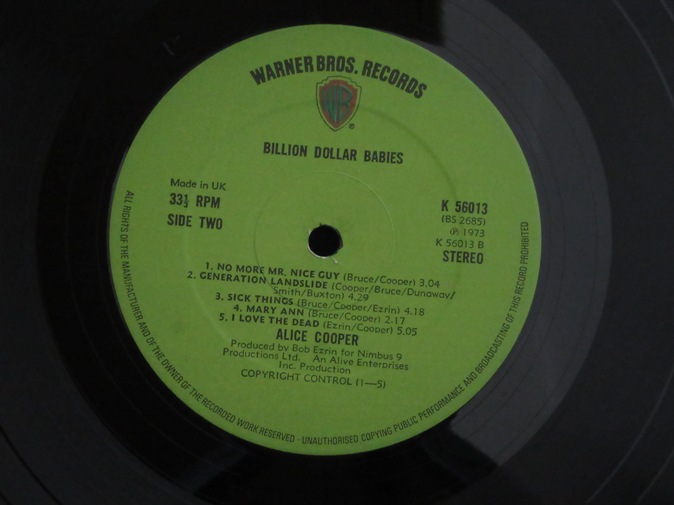 WARNER BROS. RECORDS
WB
®
BILLION DOLLAR BABIES
Made in UK
33⅓ RPM
SIDE TWO
K 56013
(BS 2685)
℗ 1973
K 56013 B
STEREO
1. NO MORE MR. NICE GUY (Bruce/Cooper) 3.04
2. GENERATION LANDSLIDE (Cooper/Bruce/Dunaway/
Smith/Buxton) 4.29
3. SICK THINGS (Bruce/Cooper/Ezrin) 4.18
4. MARY ANN (Bruce/Cooper) 2.17
5. I LOVE THE DEAD (Ezrin/Cooper) 5.05
ALICE COOPER
Produced by Bob Ezrin for Nimbus 9
Productions Ltd. An Alive Enterprises
Inc. Production
COPYRIGHT CONTROL (1—5)
ALL RIGHTS OF THE MANUFACTURER AND OF THE OWNER OF THE RECORDED WORK RESERVED - UNAUTHORISED COPYING PUBLIC PERFORMANCE AND BROADCASTING OF THIS RECORD PROHIBITED